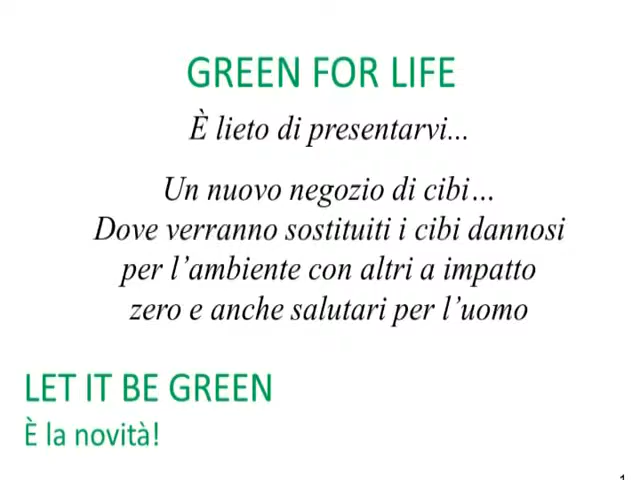 GREEN FOR LIFE
È lieto di presentarvi...
Un nuovo negozio di cibi...
Dove verranno sostituiti i cibi dannosi
per l'ambiente con altri a impatto
zero e anche salutari per l'uomo
LET IT BE GREEN
È la novità!